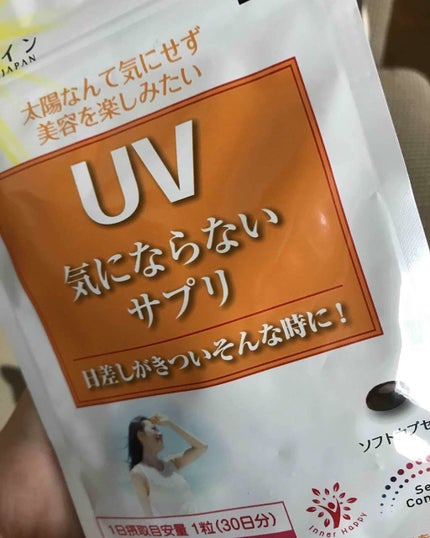 イン
JAPAN
太陽なんて気にせず
美容を楽しみたい
UV
気にならない
サプリ
日差しがきついそんな時に！
ソフトカプセ
1日摂取目安量 1粒（30日分）
Inner Happy
Se
Con